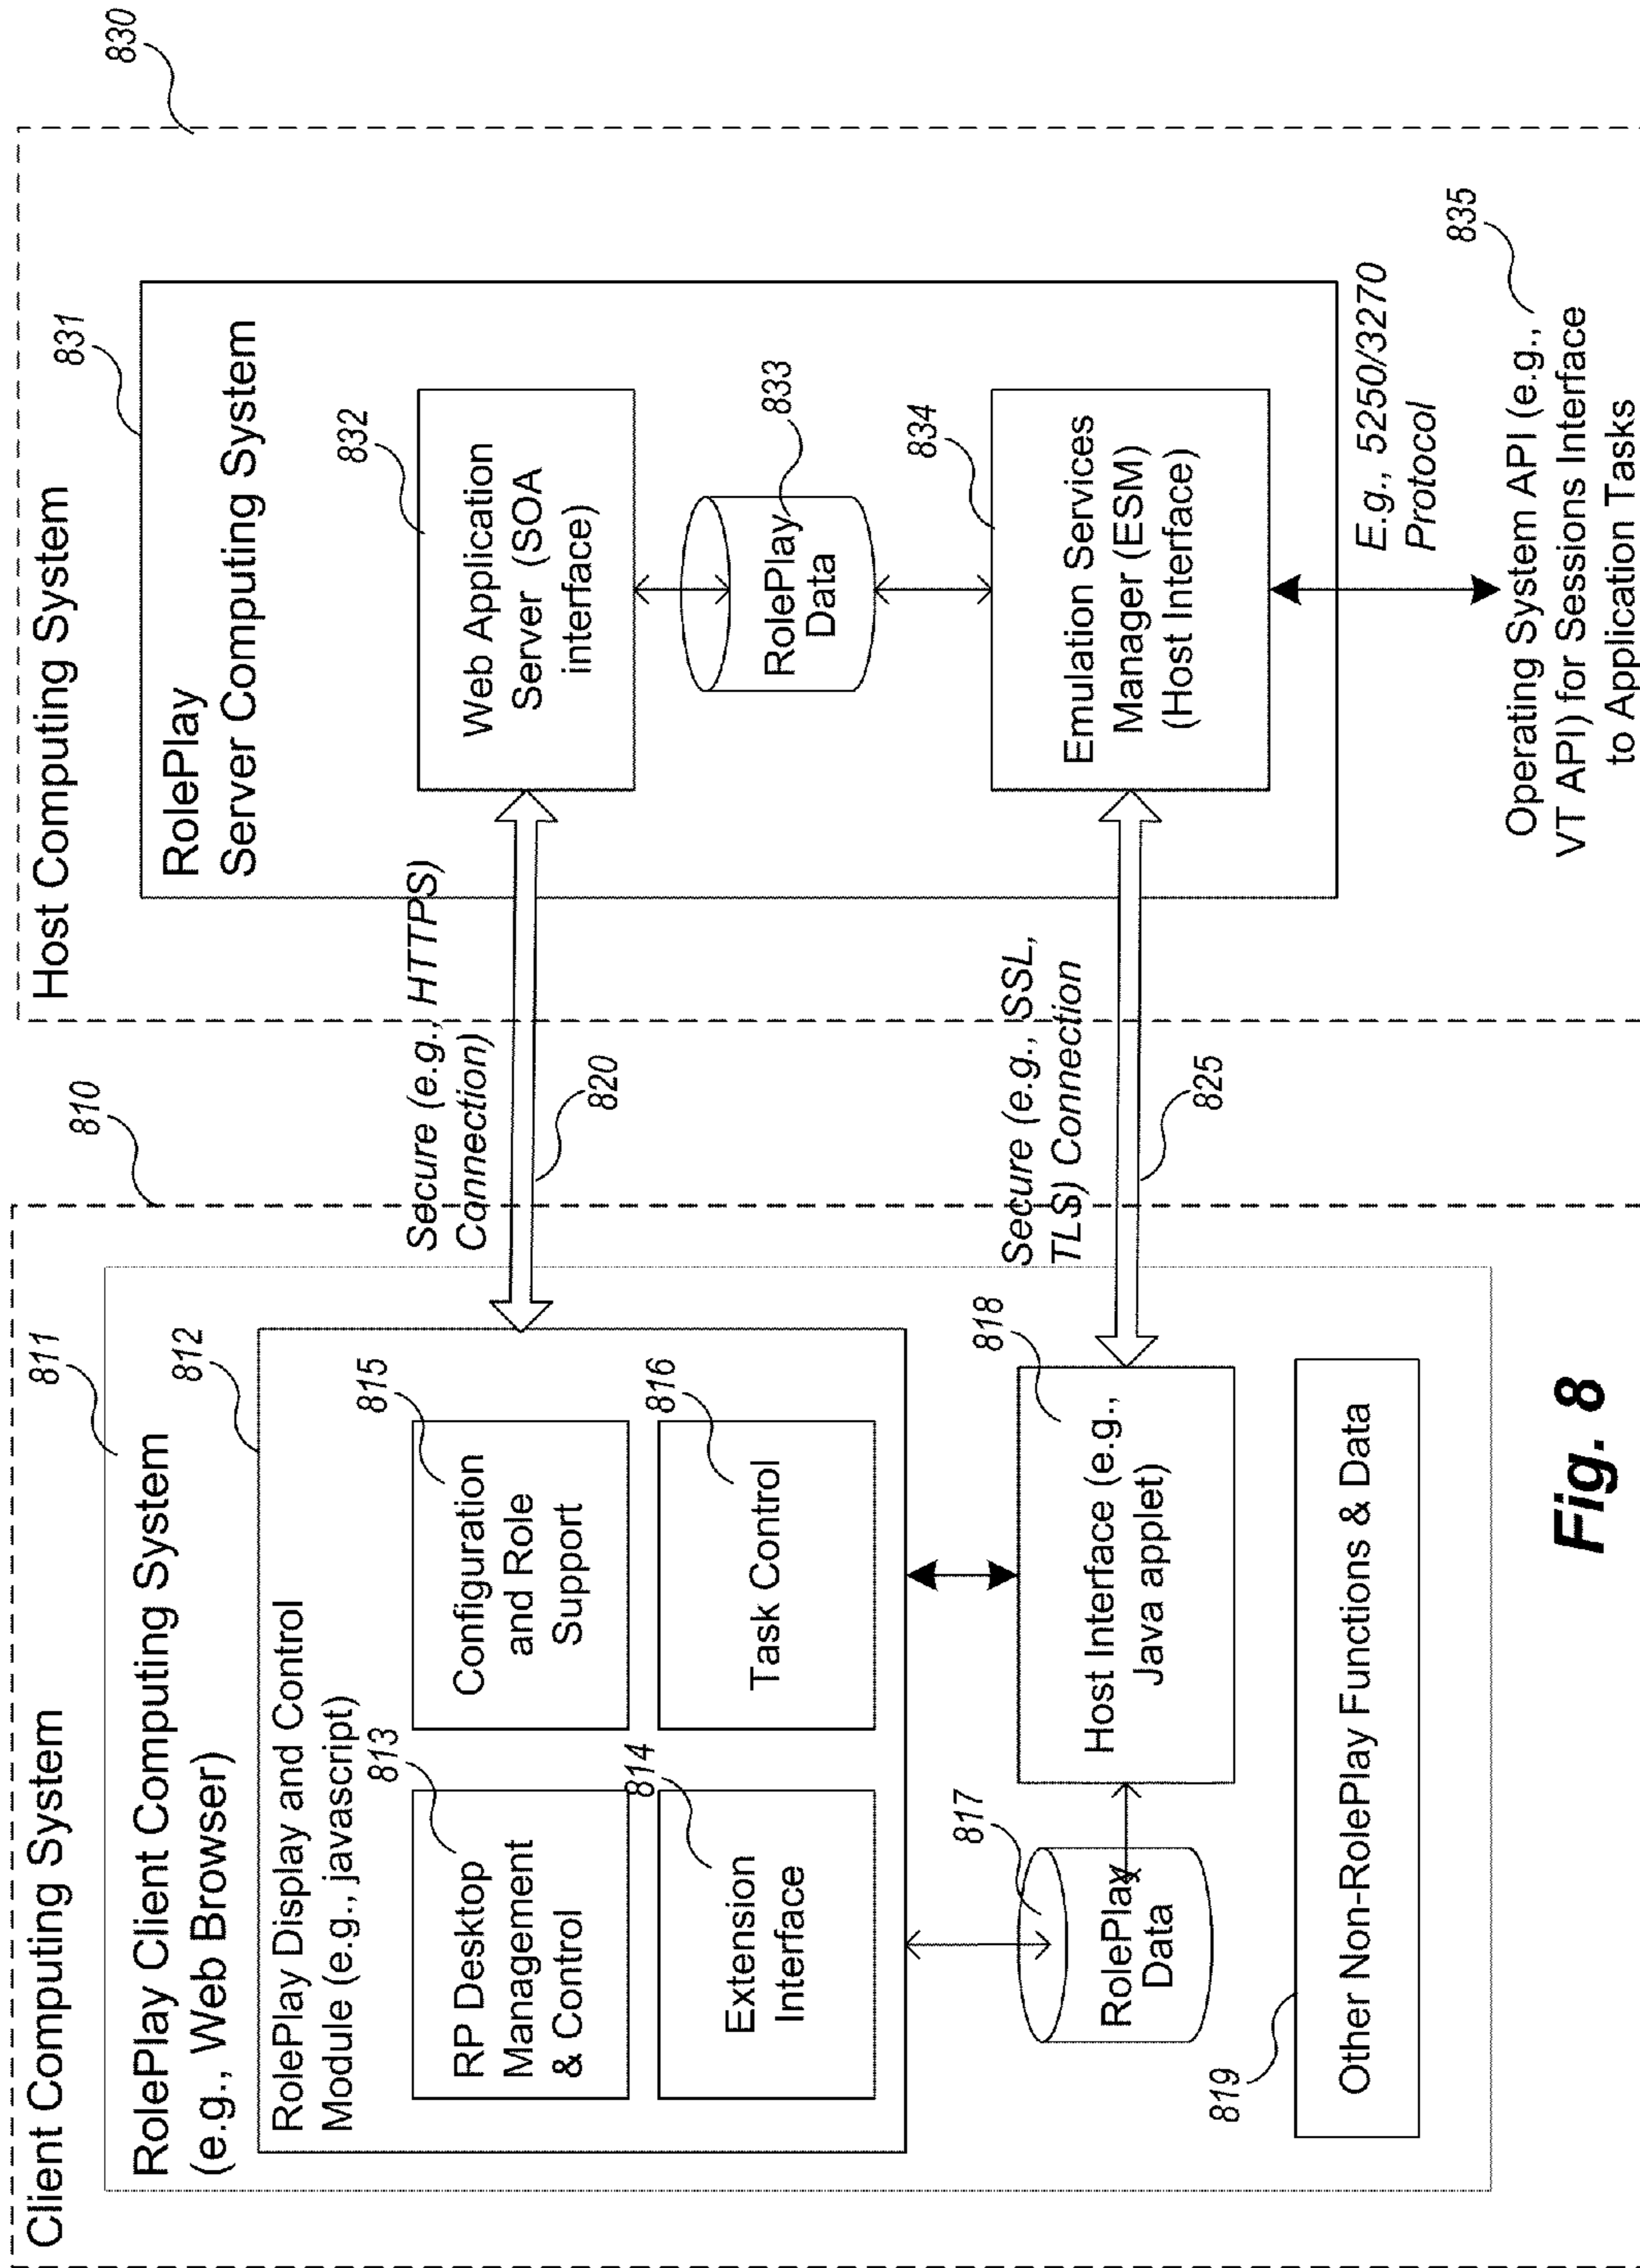 Client Computing System
810
811
RolePlay Client Computing System
(e.g., Web Browser)
812
RolePlay Display and Control
Module (e.g., javascript)
813
RP Desktop
Management
& Control
815
Configuration
and Role
Support
814
Extension
Interface
816
Task Control
817
RolePlay
Data
818
Host Interface (e.g.,
Java applet)
819
Other Non-RolePlay Functions & Data
Secure (e.g., HTTPS)
Connection)
820
Secure (e.g., SSL,
TLS) Connection
825
Host Computing System
830
831
RolePlay
Server Computing System
832
Web Application
Server (SOA
interface)
833
RolePlay
Data
834
Emulation Services
Manager (ESM)
(Host Interface)
E.g., 5250/3270
Protocol
835
Operating System API (e.g.,
VT API) for Sessions Interface
to Application Tasks
Fig. 8